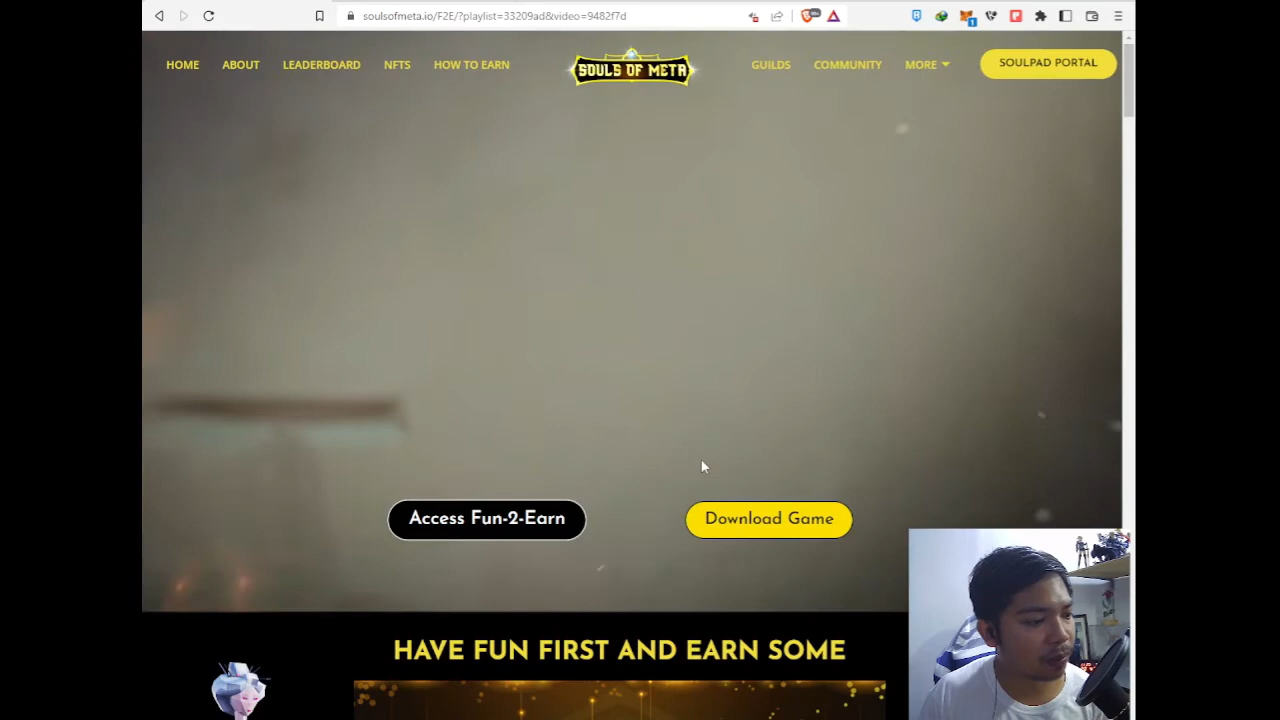 soulsofmeta.io/F2E/?playlist=33209ad&video=9482f7d
HOME ABOUT LEADERBOARD NFTS HOW TO EARN
SOULS OF META
GUILDS COMMUNITY MORE SOULPAD PORTAL
Access Fun-2-Earn
Download Game
HAVE FUN FIRST AND EARN SOME